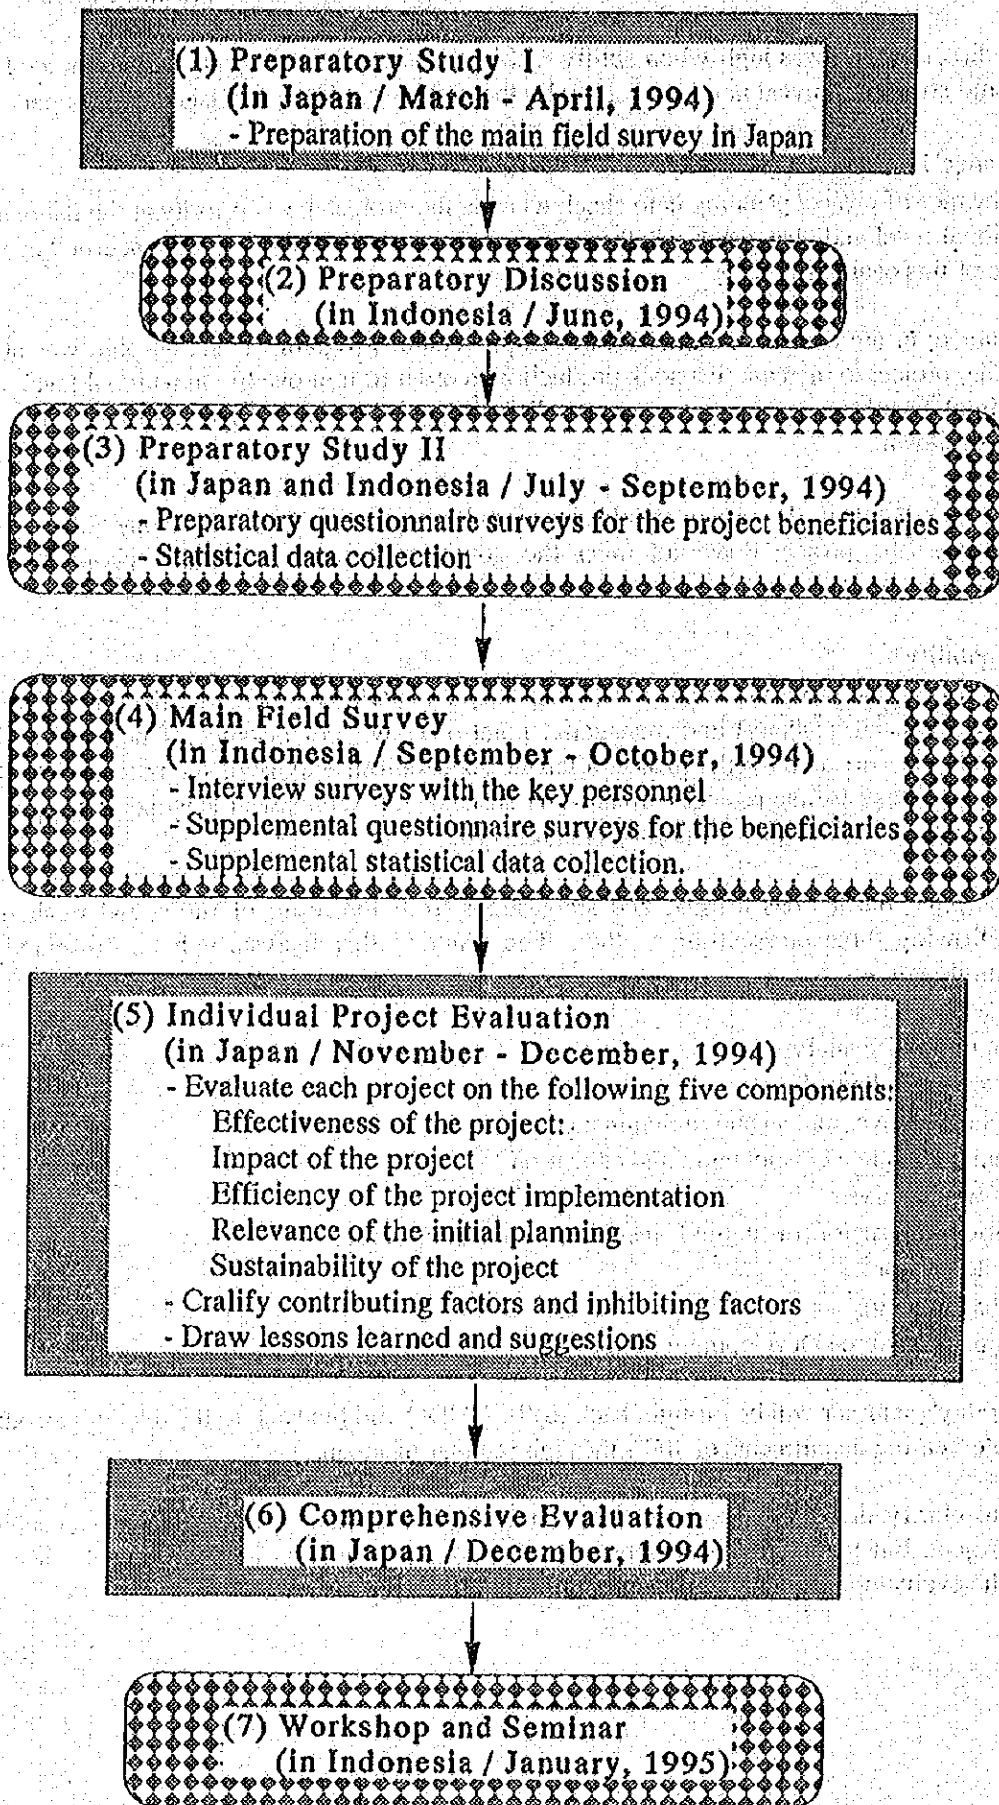 (1) Preparatory Study I
(in Japan / March - April, 1994)
- Preparation of the main field survey in Japan
(2) Preparatory Discussion
(in Indonesia / June, 1994)
(3) Preparatory Study II
(in Japan and Indonesia / July - September, 1994)
- Preparatory questionnaire surveys for the project beneficiaries
- Statistical data collection
(4) Main Field Survey
(in Indonesia / September - October, 1994)
- Interview surveys with the key personnel
- Supplemental questionnaire surveys for the beneficiaries
- Supplemental statistical data collection.
(5) Individual Project Evaluation
(in Japan / November - December, 1994)
- Evaluate each project on the following five components:
Effectiveness of the project:
Impact of the project
Efficiency of the project implementation
Relevance of the initial planning
Sustainability of the project
- Cralify contributing factors and inhibiting factors
- Draw lessons learned and suggestions
(6) Comprehensive Evaluation
(in Japan / December, 1994)
(7) Workshop and Seminar
(in Indonesia / January, 1995)